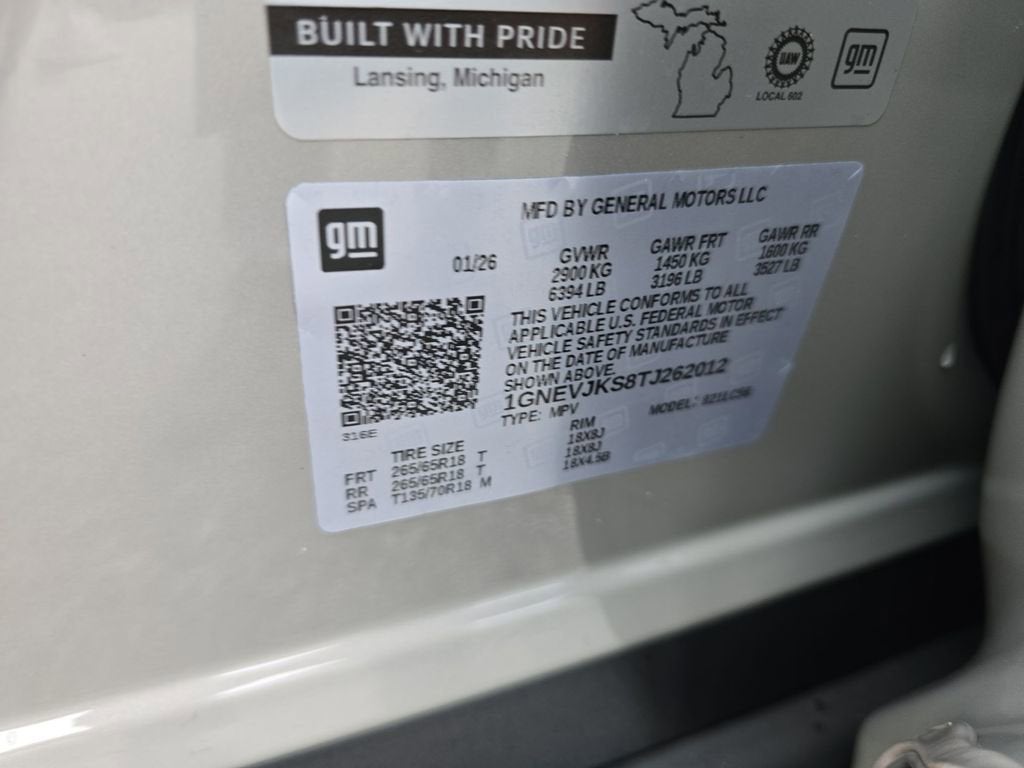 BUILT WITH PRIDE
Lansing, Michigan
UAW
LOCAL 602
gm
gm
MFD BY GENERAL MOTORS LLC
01/26
GVWR GAWR FRT GAWR RR
2900 KG 1450 KG 1600 KG
6394 LB 3196 LB 3527 LB
THIS VEHICLE CONFORMS TO ALL
APPLICABLE U.S. FEDERAL MOTOR
VEHICLE SAFETY STANDARDS IN EFFECT
ON THE DATE OF MANUFACTURE
SHOWN ABOVE.
1GNEVJKS8TJ262012
TYPE: MPV MODEL:
316E
TIRE SIZE RIM
FRT 265/65R18 T 18X8J
RR 265/65R18 T 18X8J
SPA T135/70R18 M 18X4.5B